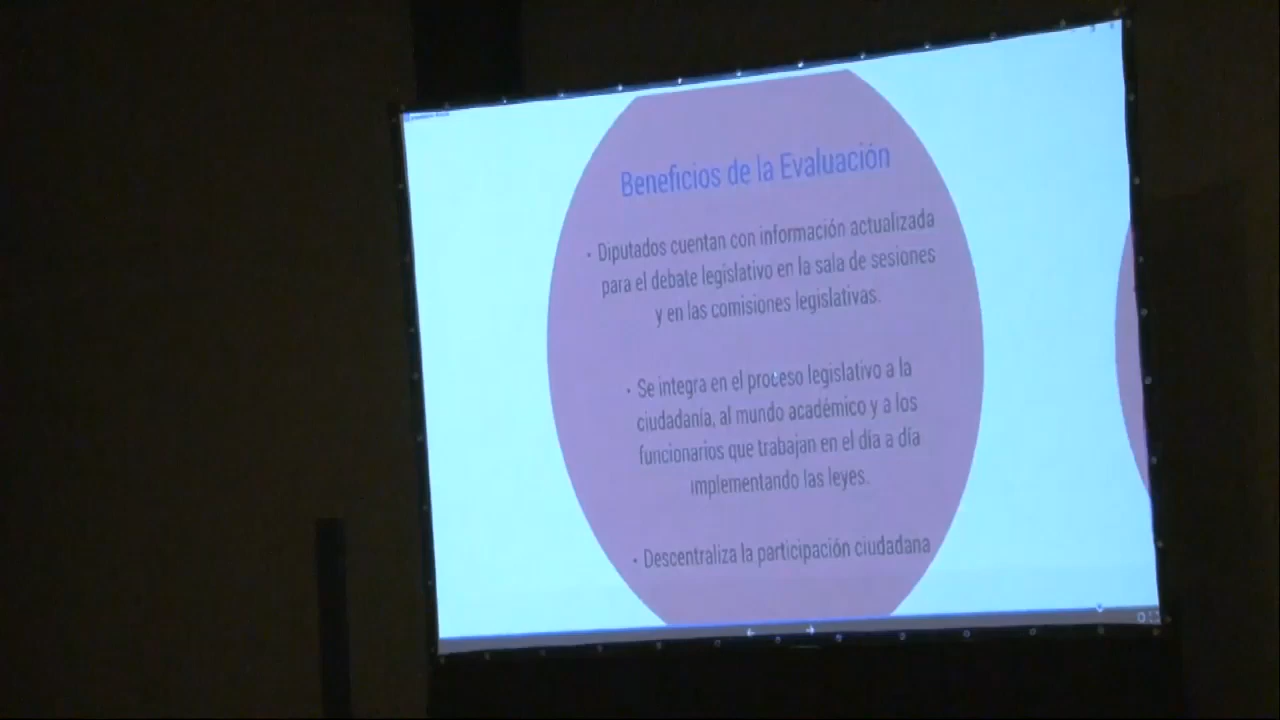 Beneficios de la Evaluación
• Diputados cuentan con información actualizada
para el debate legislativo en la sala de sesiones
y en las comisiones legislativas.
• Se integra en el proceso legislativo a la
ciudadanía, al mundo académico y a los
funcionarios que trabajan en el día a día
implementando las leyes.
• Descentraliza la participación ciudadana